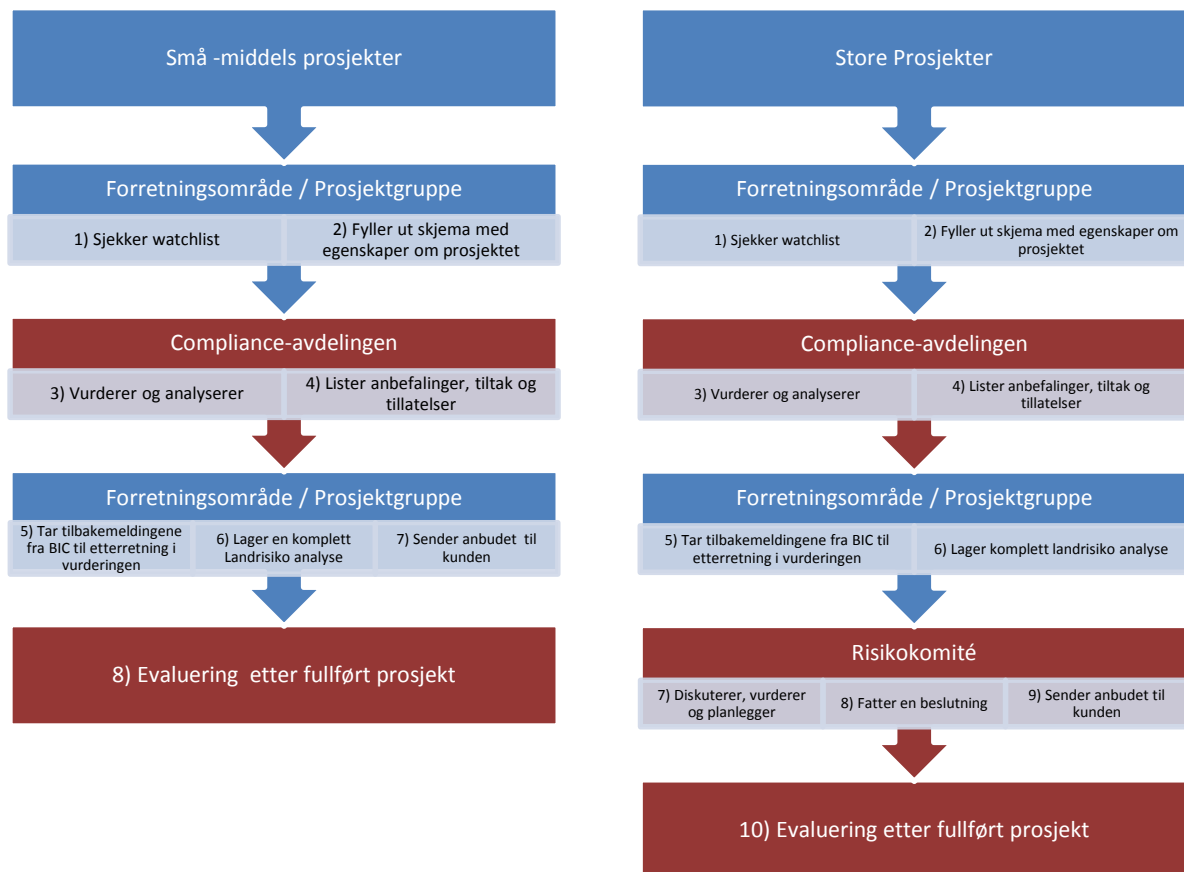 Små -middels prosjekter
Forretningsområde / Prosjektgruppe
1) Sjekker watchlist
2) Fyller ut skjema med
egenskaper om prosjektet
Compliance-avdelingen
3) Vurderer og analyserer
4) Lister anbefalinger, tiltak og
tillatelser
Forretningsområde / Prosjektgruppe
5) Tar tilbakemeldingene
fra BIC til etterretning i
vurderingen
6) Lager en komplett
Landrisiko analyse
7) Sender anbudet til
kunden
8) Evaluering etter fullført prosjekt
Store Prosjekter
Forretningsområde / Prosjektgruppe
1) Sjekker watchlist
2) Fyller ut skjema med egenskaper om
prosjektet
Compliance-avdelingen
3) Vurderer og analyserer
4) Lister anbefalinger, tiltak og
tillatelser
Forretningsområde / Prosjektgruppe
5) Tar tilbakemeldingene fra BIC til
etterretning i vurderingen
6) Lager komplett landrisiko analyse
Risikokomité
7) Diskuterer, vurderer
og planlegger
8) Fatter en beslutning
9) Sender anbudet til
kunden
10) Evaluering etter fullført prosjekt